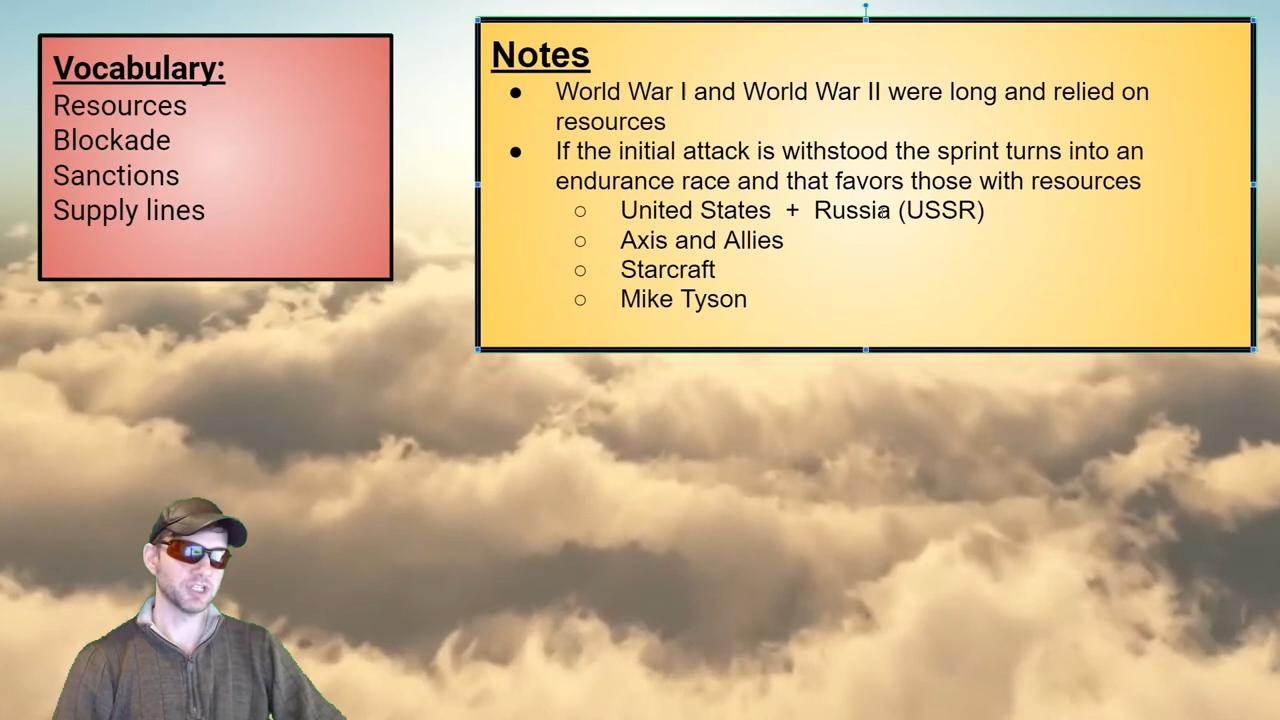 Vocabulary:
Resources
Blockade
Sanctions
Supply lines
Notes
● World War I and World War II were long and relied on
resources
● If the initial attack is withstood the sprint turns into an
endurance race and that favors those with resources
○ United States + Russia (USSR)
○ Axis and Allies
○ Starcraft
○ Mike Tyson